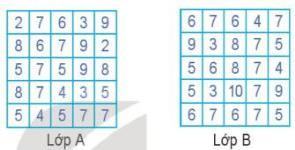 2 7 6 3 9
8 6 7 9 2
5 7 5 9 8
8 7 4 3 5
5 4 5 7 7
Lớp A
6 7 6 4 7
9 3 8 7 5
5 6 8 7 4
5 3 10 7 9
6 7 6 7 5
Lớp B